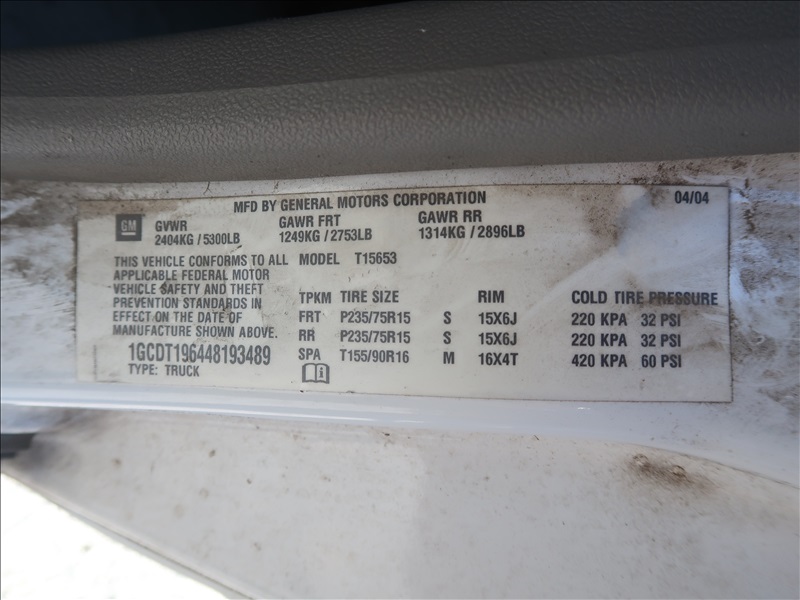 MFD BY GENERAL MOTORS CORPORATION 04/04
GM GVWR GAWR FRT GAWR RR
2404KG / 5300LB 1249KG / 2753LB 1314KG / 2896LB
THIS VEHICLE CONFORMS TO ALL MODEL T15653
APPLICABLE FEDERAL MOTOR
VEHICLE SAFETY AND THEFT
PREVENTION STANDARDS IN
EFFECT ON THE DATE OF
MANUFACTURE SHOWN ABOVE.
1GCDT196448193489
TYPE: TRUCK
TPKM TIRE SIZE RIM COLD TIRE PRESSURE
FRT P235/75R15 S 15X6J 220 KPA 32 PSI
RR P235/75R15 S 15X6J 220 KPA 32 PSI
SPA T155/90R16 M 16X4T 420 KPA 60 PSI